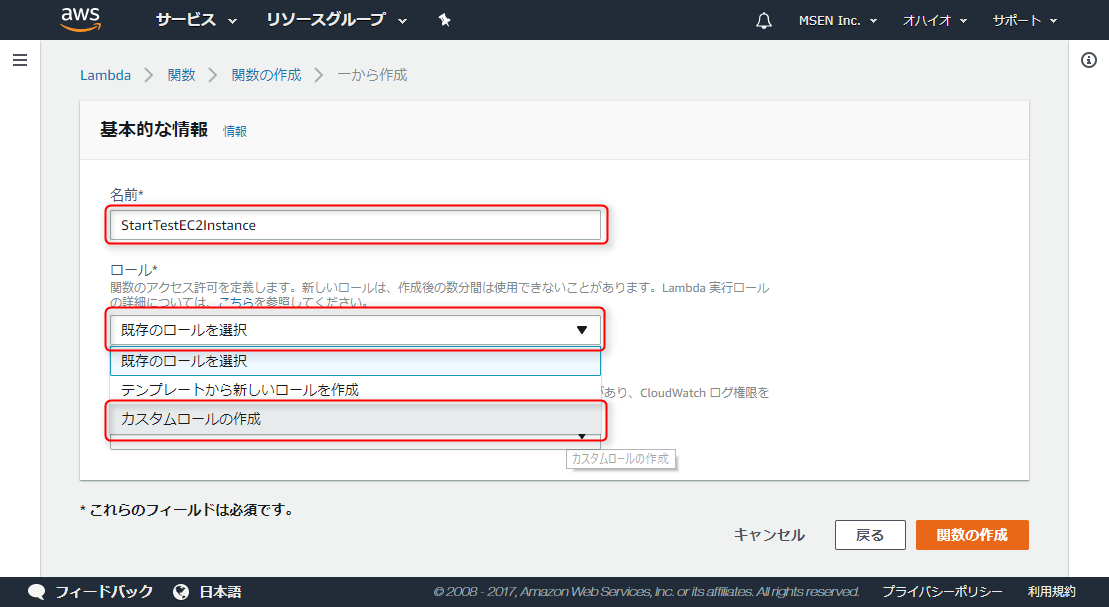 aws サービス リソースグループ MSEN Inc. オハイオ サポート
Lambda 関数 関数の作成 一から作成
基本的な情報 情報
名前*
StartTestEC2Instance
ロール*
関数のアクセス許可を定義します。新しいロールは、作成後の数分間は使用できないことがあります。Lambda 実行ロール
の詳細については、こちらを参照してください。
既存のロールを選択
既存のロールを選択
テンプレートから新しいロールを作成
があり、CloudWatch ログ権限を
カスタムロールの作成
カスタムロールの作成
* これらのフィールドは必須です。
キャンセル 戻る 関数の作成
フィードバック 日本語 © 2008 - 2017, Amazon Web Services, Inc. or its affiliates. All rights reserved. プライバシーポリシー 利用規約